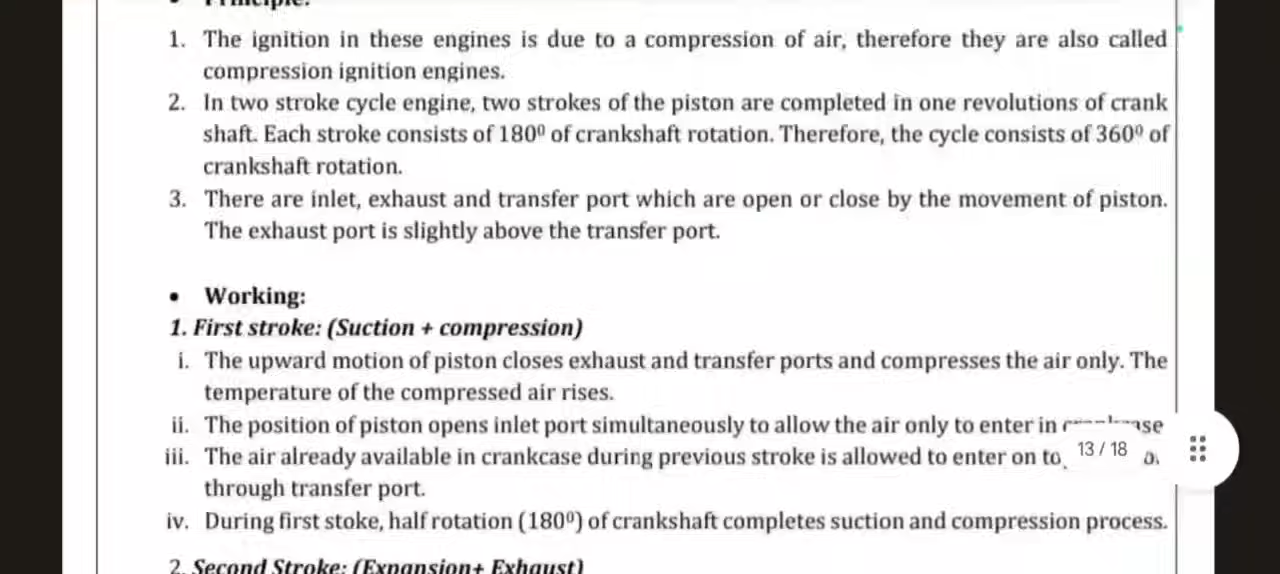 1. The ignition in these engines is due to a compression of air, therefore they are also called
compression ignition engines.
2. In two stroke cycle engine, two strokes of the piston are completed in one revolutions of crank
shaft. Each stroke consists of 180⁰ of crankshaft rotation. Therefore, the cycle consists of 360⁰ of
crankshaft rotation.
3. There are inlet, exhaust and transfer port which are open or close by the movement of piston.
The exhaust port is slightly above the transfer port.
• Working:
1. First stroke: (Suction + compression)
i. The upward motion of piston closes exhaust and transfer ports and compresses the air only. The
temperature of the compressed air rises.
ii. The position of piston opens inlet port simultaneously to allow the air only to enter in
iii. The air already available in crankcase during previous stroke is allowed to enter on to
13 / 18
through transfer port.
iv. During first stoke, half rotation (180⁰) of crankshaft completes suction and compression process.
2. Second Stroke: (Expansion+ Exhaust)